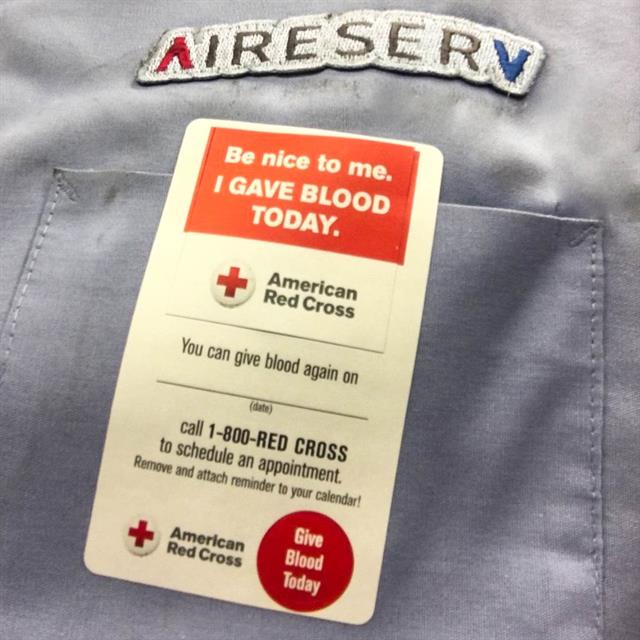 AIRESERV
Be nice to me.
I GAVE BLOOD
TODAY.
American
Red Cross
You can give blood again on
(date)
call 1-800-RED CROSS
to schedule an appointment.
Remove and attach reminder to your calendar!
American
Red Cross
Give
Blood
Today